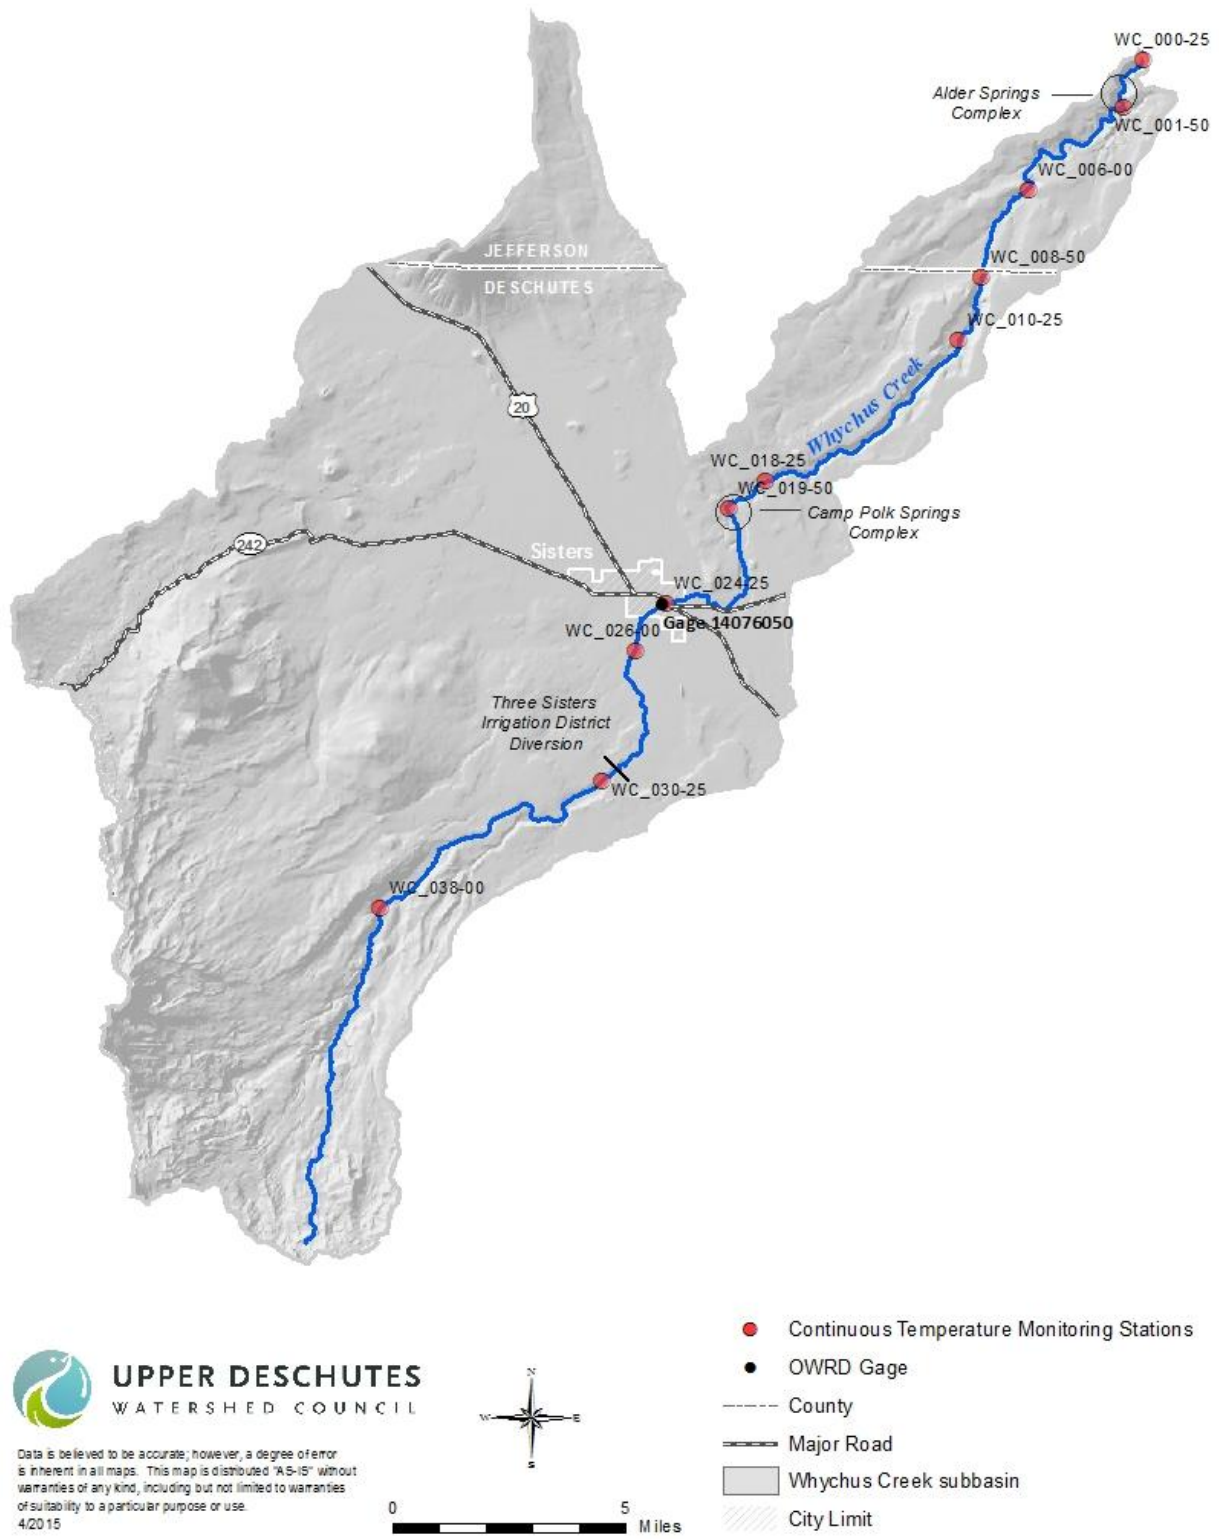 WC_000-25
Alder Springs
Complex
WC_001-50
WC_006-00
JEFFERSON
DESCHUTES
WC_008-50
WC_010-25
20
Whychus Creek
WC_018-25
WC_019-50
Camp Polk Springs
Complex
242
Sisters
WC_024-25
Gage 14076050
WC_026-00
Three Sisters
Irrigation District
Diversion
WC_030-25
WC_038-00
UPPER DESCHUTES
WATERSHED COUNCIL
Data is believed to be accurate; however, a degree of error
is inherent in all maps. This map is distributed "AS-IS" without
warranties of any kind, including but not limited to warranties
of suitability to a particular purpose or use.
4/2015
N
W
E
S
0 5
Miles
Continuous Temperature Monitoring Stations
OWRD Gage
County
Major Road
Whychus Creek subbasin
City Limit